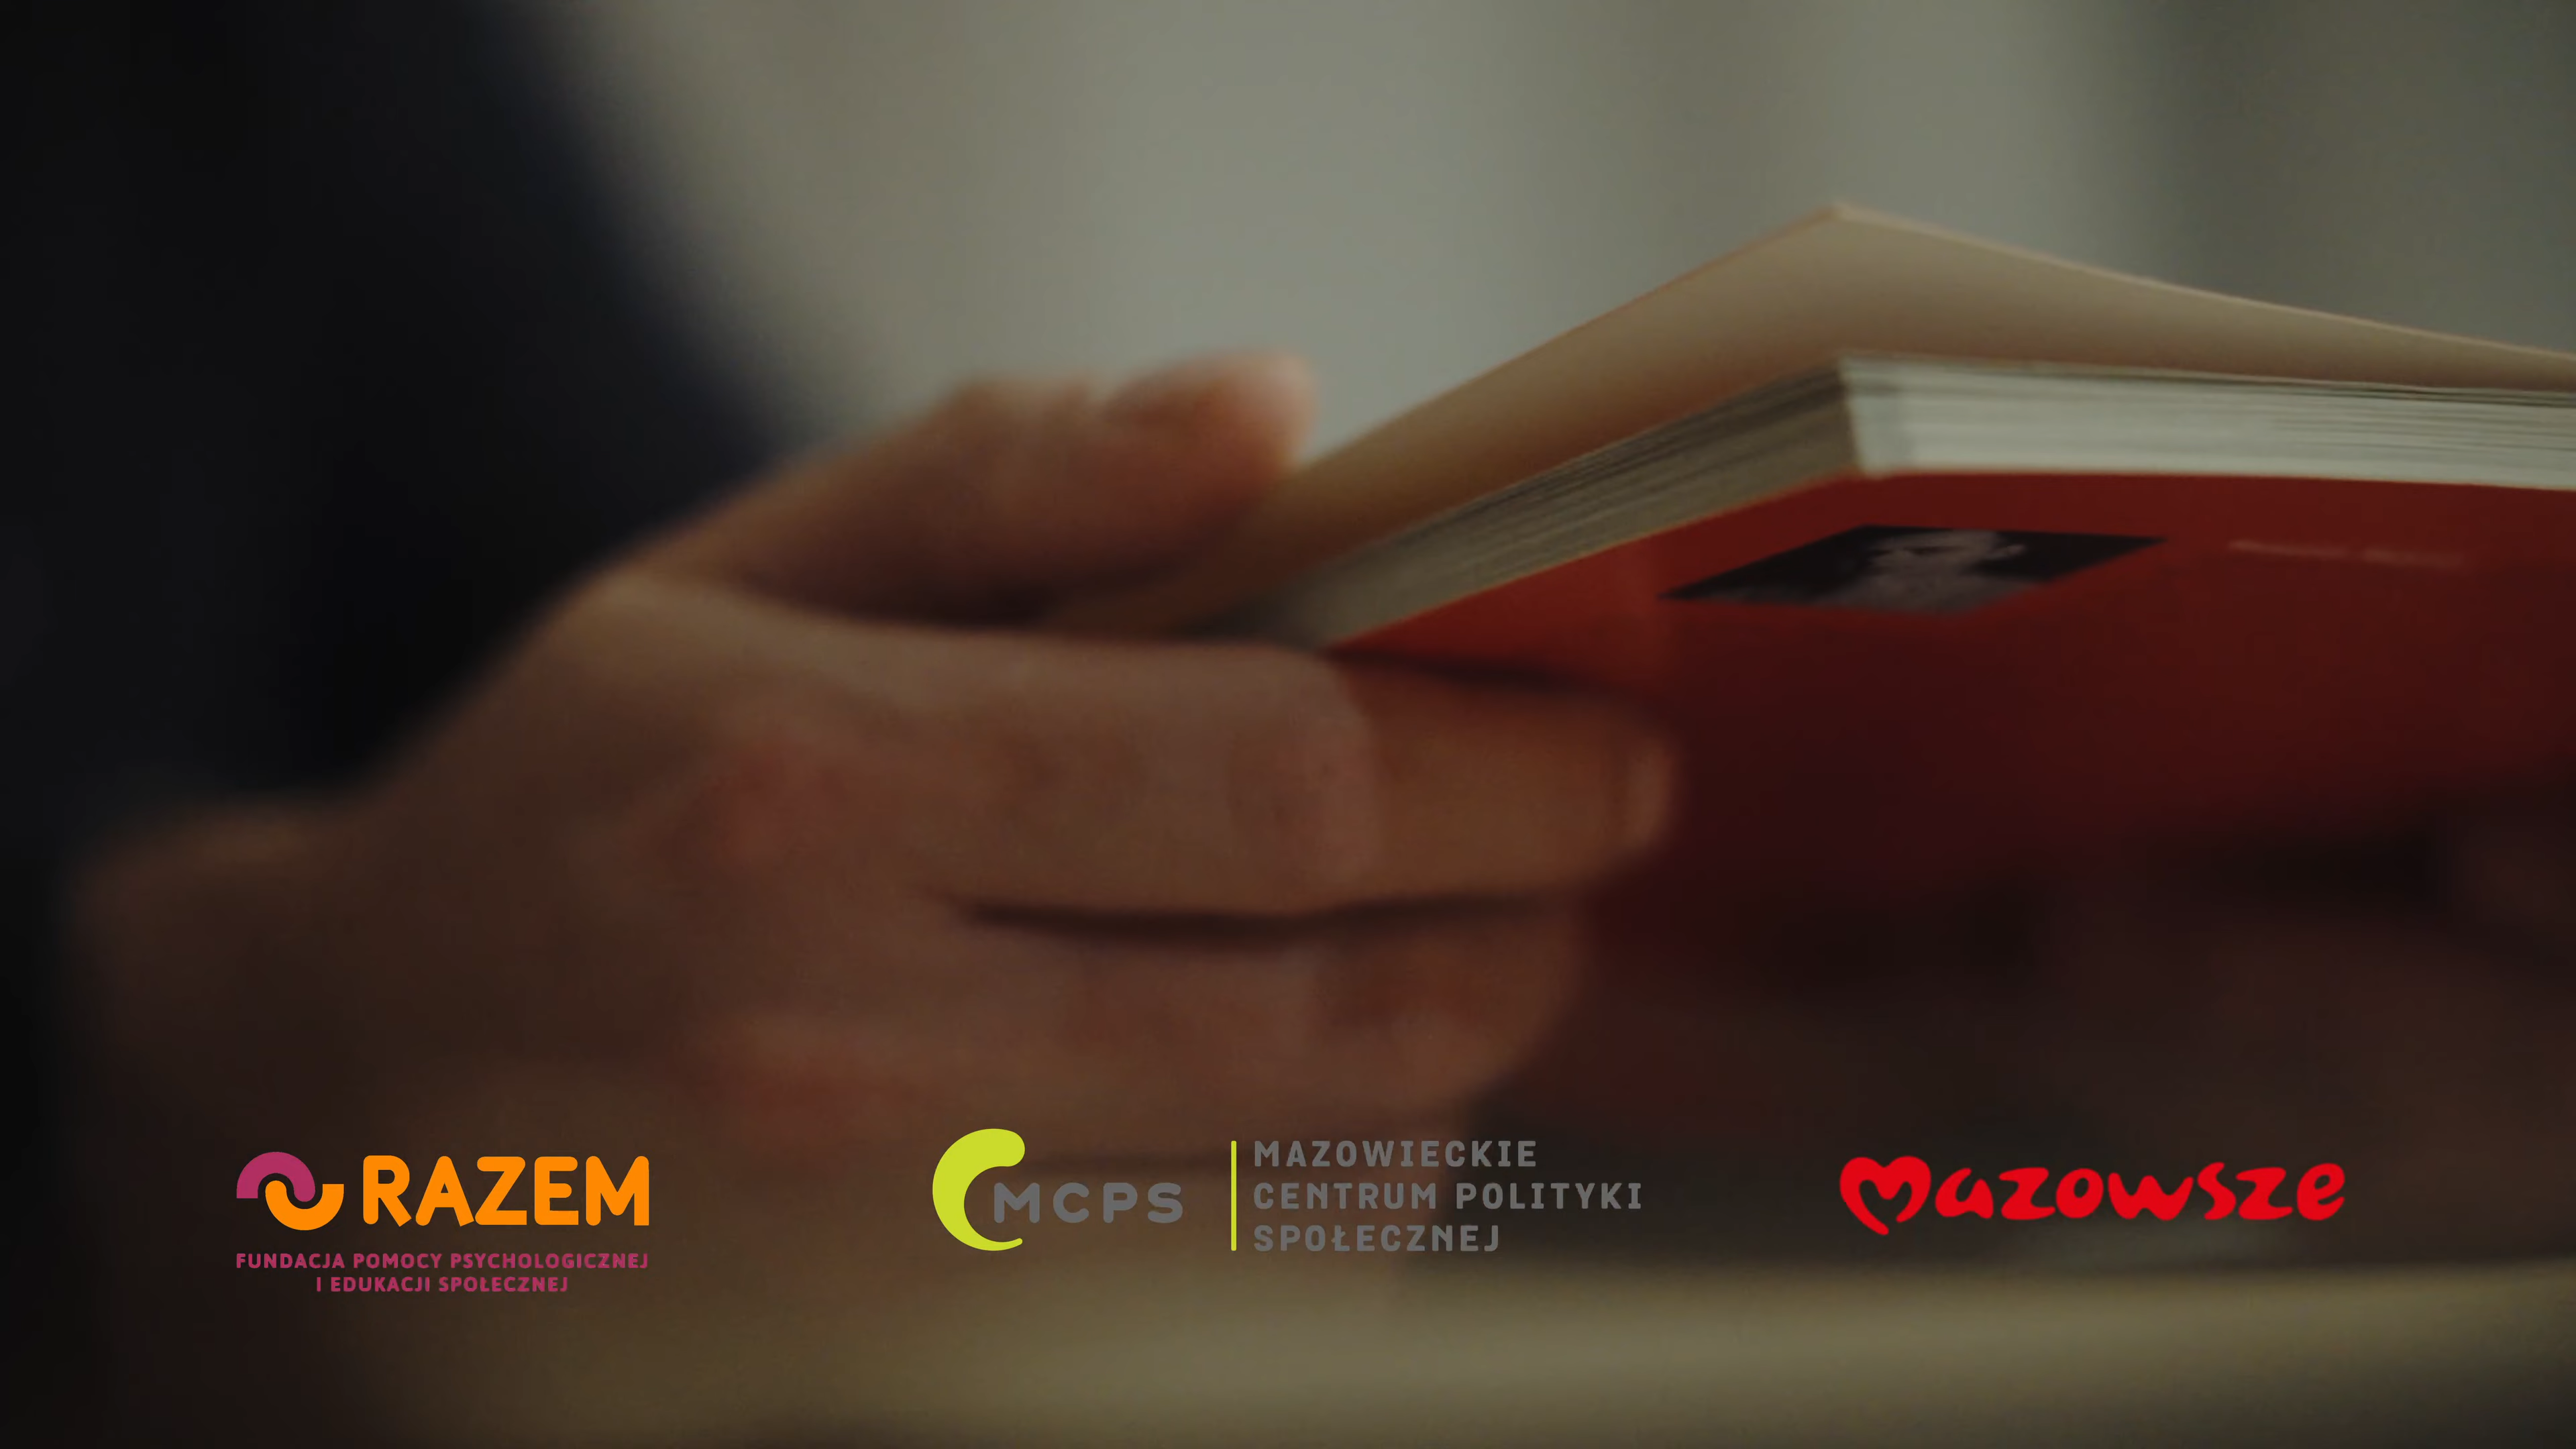 RAZEM
FUNDACJA POMOCY PSYCHOLOGICZNEJ
I EDUKACJI SPOŁECZNEJ
MCPS
MAZOWIECKIE
CENTRUM POLITYKI
SPOŁECZNEJ
mazowsze